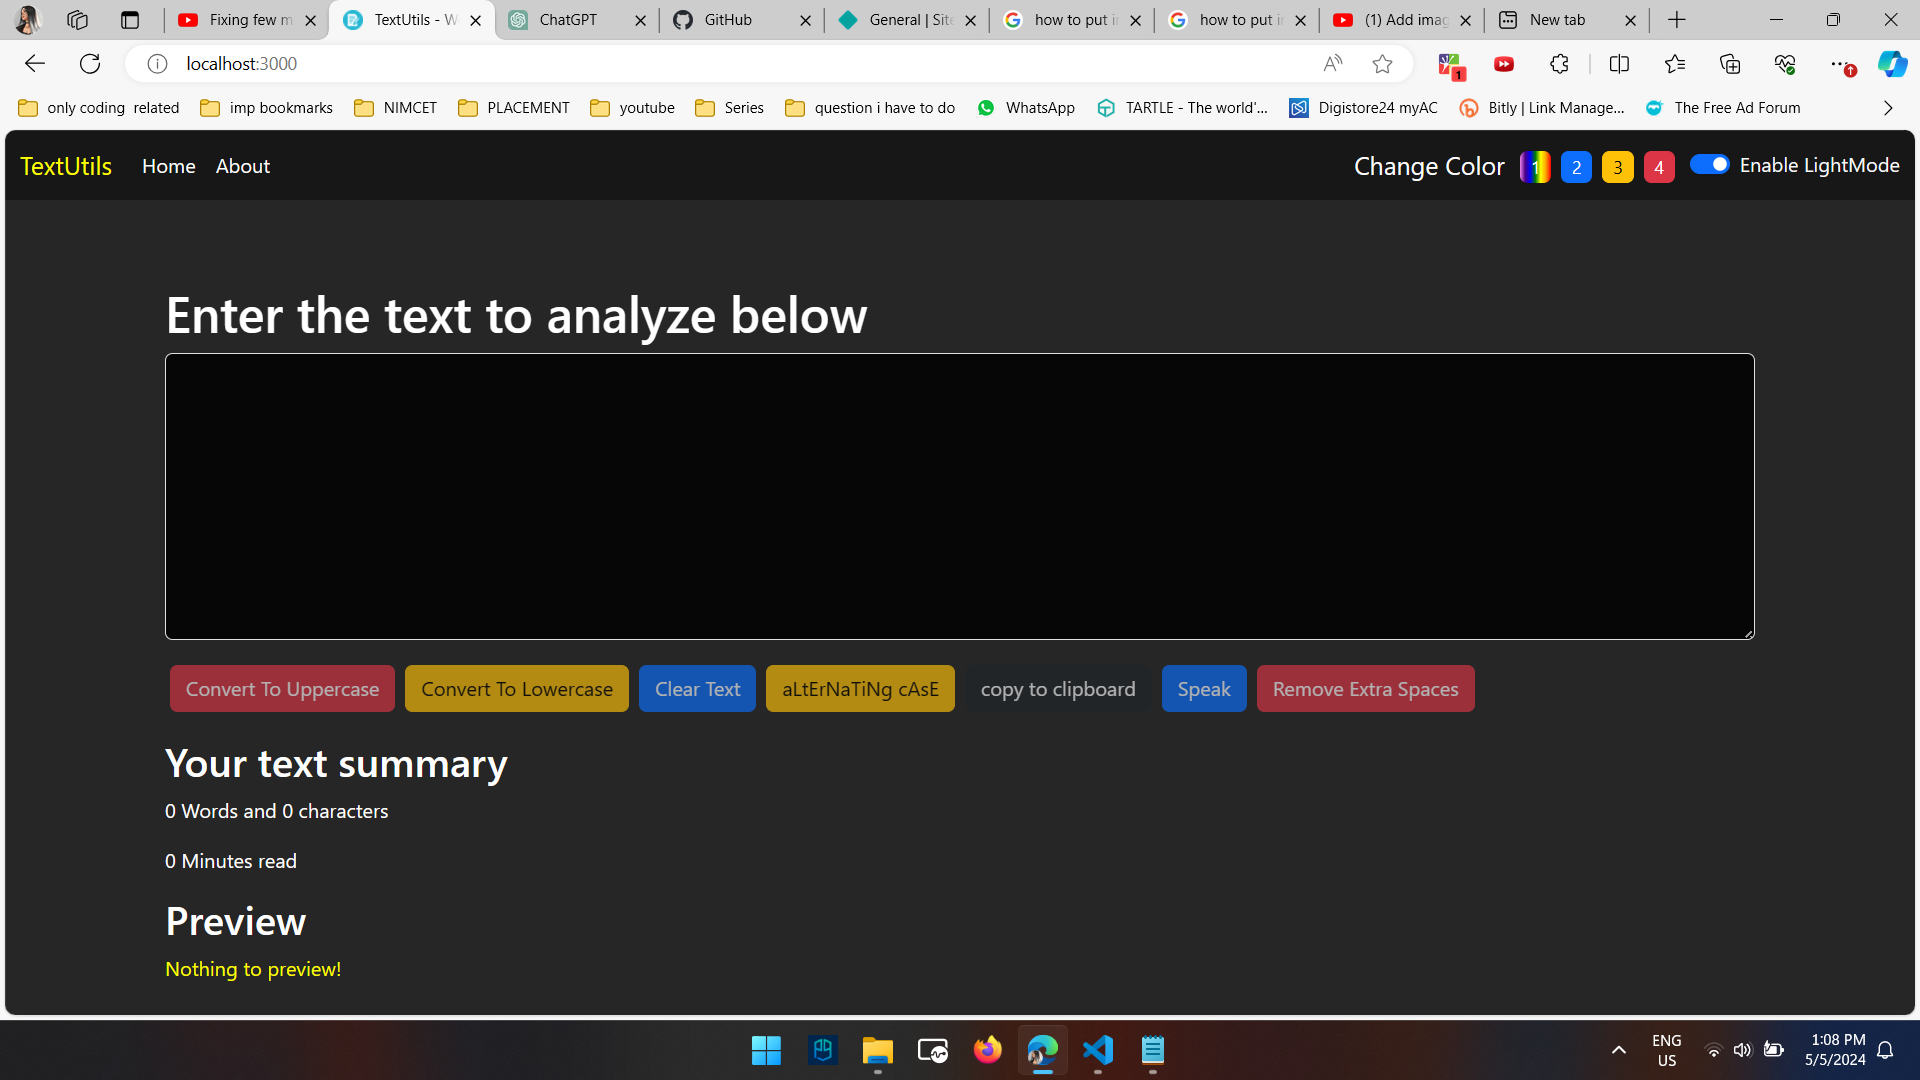 Fixing few m
TextUtils - W
ChatGPT
GitHub
General | Site
how to put i
how to put i
(1) Add imag
New tab
localhost:3000
1
only coding related
imp bookmarks
NIMCET
PLACEMENT
youtube
Series
question i have to do
WhatsApp
TARTLE - The world'...
Digistore24 myAC
Bitly | Link Manage...
The Free Ad Forum
TextUtils Home About
Change Color 1 2 3 4 Enable LightMode
Enter the text to analyze below
Convert To Uppercase Convert To Lowercase Clear Text aLtErNaTiNg cAsE copy to clipboard Speak Remove Extra Spaces
Your text summary
0 Words and 0 characters
0 Minutes read
Preview
Nothing to preview!
ENG
US
1:08 PM
5/5/2024